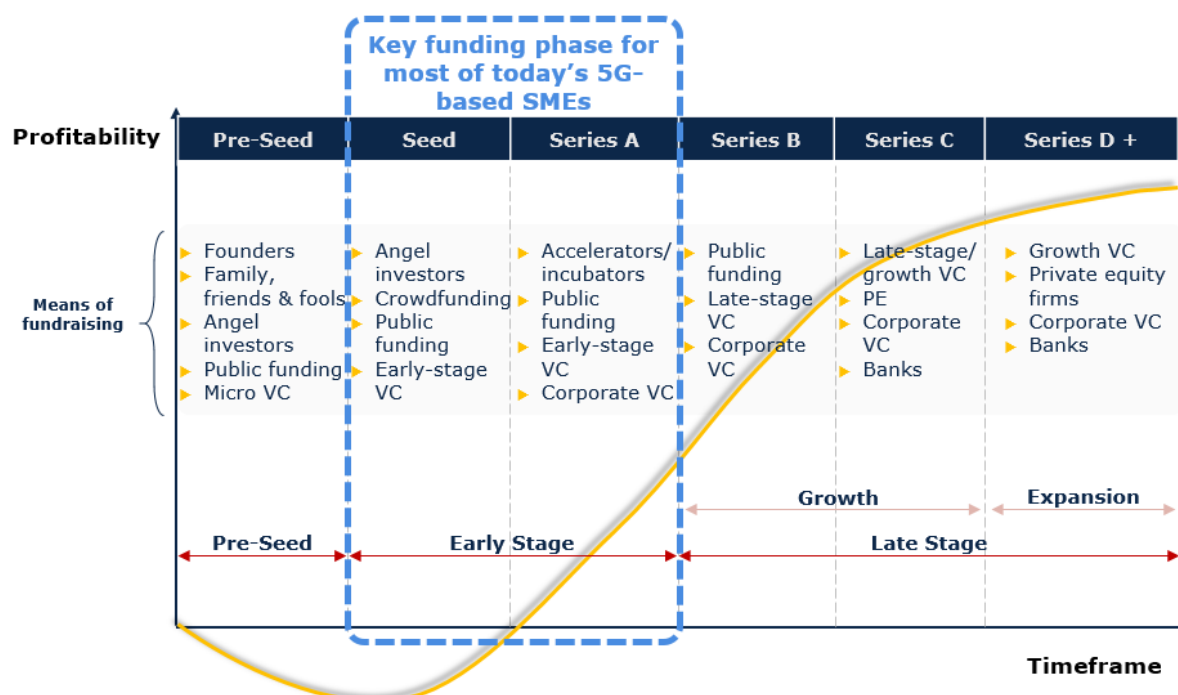 Key funding phase for
most of today's 5G-
based SMEs
Profitability
Pre-Seed
Seed
Series A
Series B
Series C
Series D +
Means of
fundraising
Founders
Family,
friends & fools
Angel
investors
Public funding
Micro VC
Angel
investors
Crowdfunding
Public
funding
Early-stage
VC
Accelerators/
incubators
Public
funding
Early-stage
VC
Corporate VC
Public
funding
Late-stage
VC
Corporate
VC
Late-stage/
growth VC
PE
Corporate
VC
Banks
Growth VC
Private equity
firms
Corporate VC
Banks
Growth
Expansion
Pre-Seed
Early Stage
Late Stage
Timeframe